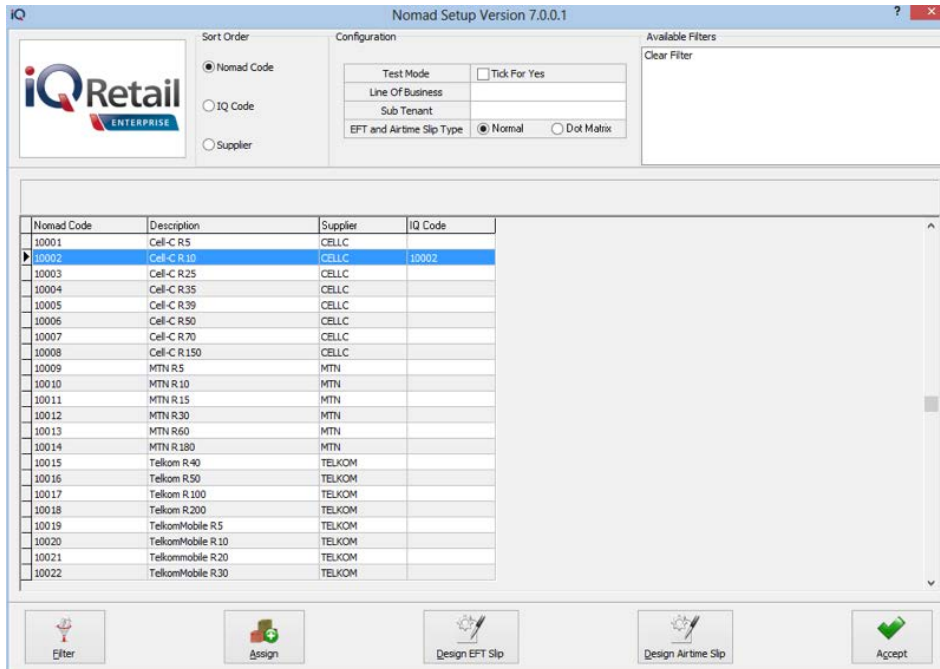 iQ Nomad Setup Version 7.0.0.1 ? ×
iQ Retail
ENTERPRISE
Sort Order
Nomad Code
IQ Code
Supplier
Configuration
Test Mode Tick For Yes
Line Of Business
Sub Tenant
EFT and Airtime Slip Type Normal Dot Matrix
Available Filters
Clear Filter
Nomad Code Description Supplier IQ Code
10001 Cell-C R5 CELLC
10002 Cell-C R10 CELLC 10002
10003 Cell-C R25 CELLC
10004 Cell-C R35 CELLC
10005 Cell-C R39 CELLC
10006 Cell-C R50 CELLC
10007 Cell-C R70 CELLC
10008 Cell-C R150 CELLC
10009 MTN R5 MTN
10010 MTN R10 MTN
10011 MTN R15 MTN
10012 MTN R30 MTN
10013 MTN R60 MTN
10014 MTN R180 MTN
10015 Telkom R40 TELKOM
10016 Telkom R50 TELKOM
10017 Telkom R100 TELKOM
10018 Telkom R200 TELKOM
10019 TelkomMobile R5 TELKOM
10020 TelkomMobile R10 TELKOM
10021 Telkommobile R20 TELKOM
10022 TelkomMobile R30 TELKOM
Filter Assign Design EFT Slip Design Airtime Slip Accept